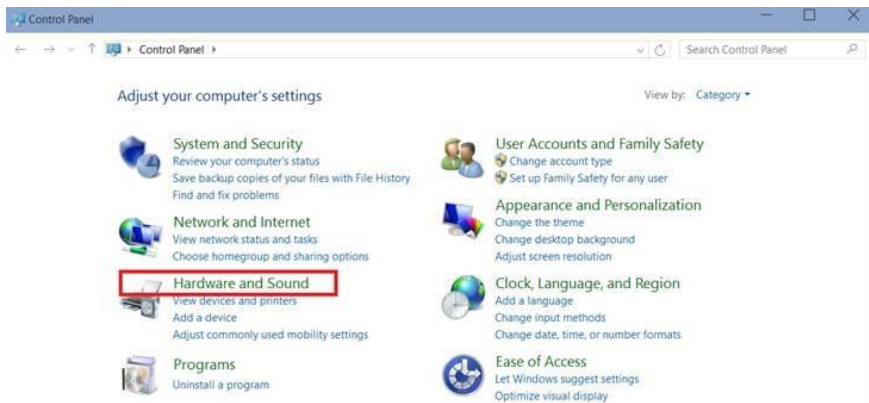 Control Panel
Control Panel
Search Control Panel
Adjust your computer's settings
View by: Category
System and Security
Review your computer's status
Save backup copies of your files with File History
Find and fix problems
Network and Internet
View network status and tasks
Choose homegroup and sharing options
Hardware and Sound
View devices and printers
Add a device
Adjust commonly used mobility settings
Programs
Uninstall a program
User Accounts and Family Safety
Change account type
Set up Family Safety for any user
Appearance and Personalization
Change the theme
Change desktop background
Adjust screen resolution
Clock, Language, and Region
Add a language
Change input methods
Change date, time, or number formats
Ease of Access
Let Windows suggest settings
Optimize visual display